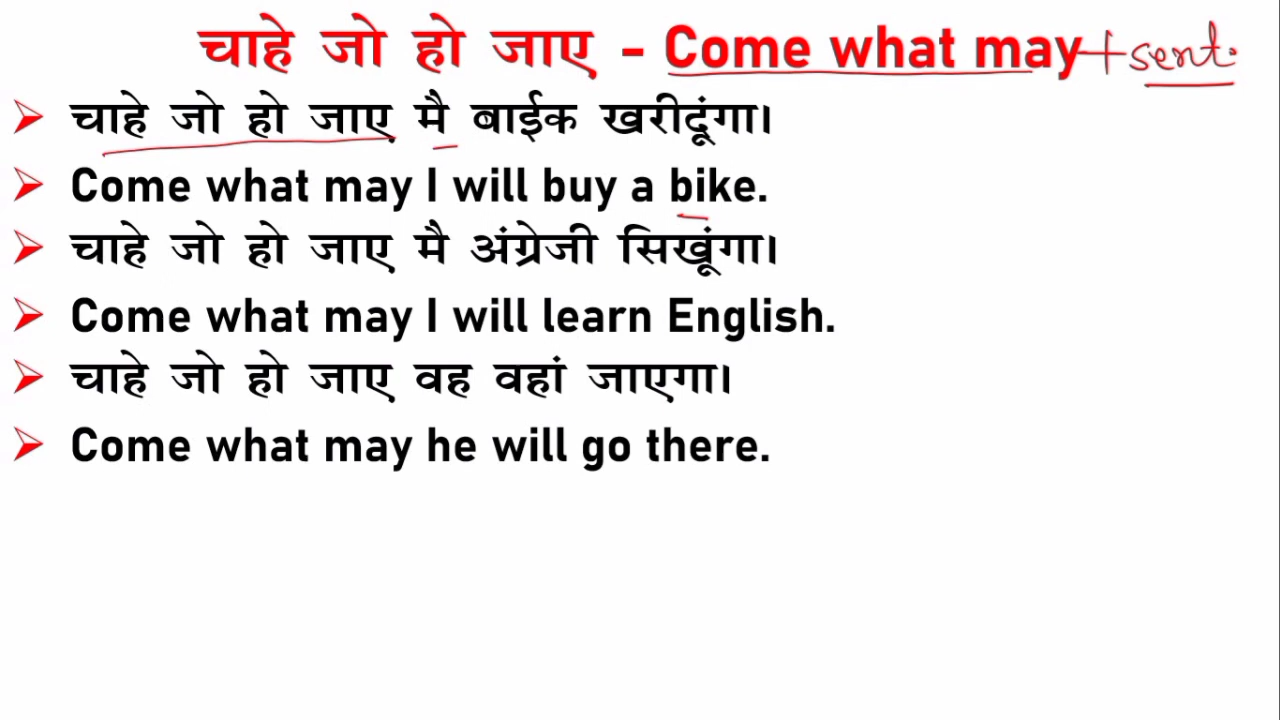 चाहे जो हो जाए - Come what may + sent.
➢ चाहे जो हो जाए मै बाईक खरीदूंगा।
➢ Come what may I will buy a bike.
➢ चाहे जो हो जाए मै अंग्रेजी सिखूंगा।
➢ Come what may I will learn English.
➢ चाहे जो हो जाए वह वहां जाएगा।
➢ Come what may he will go there.